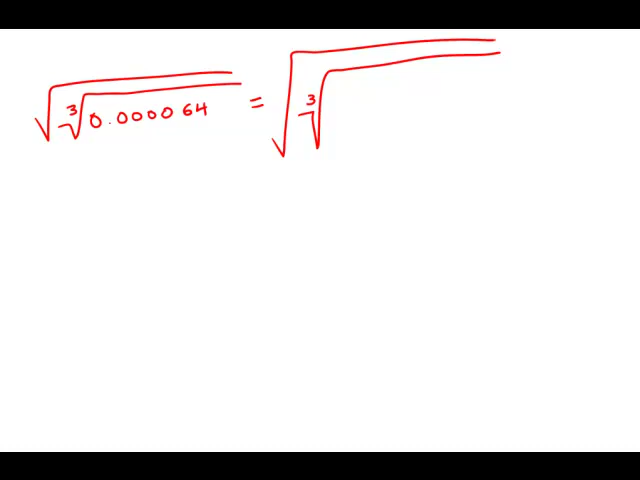 √∛0.000064 = √∛